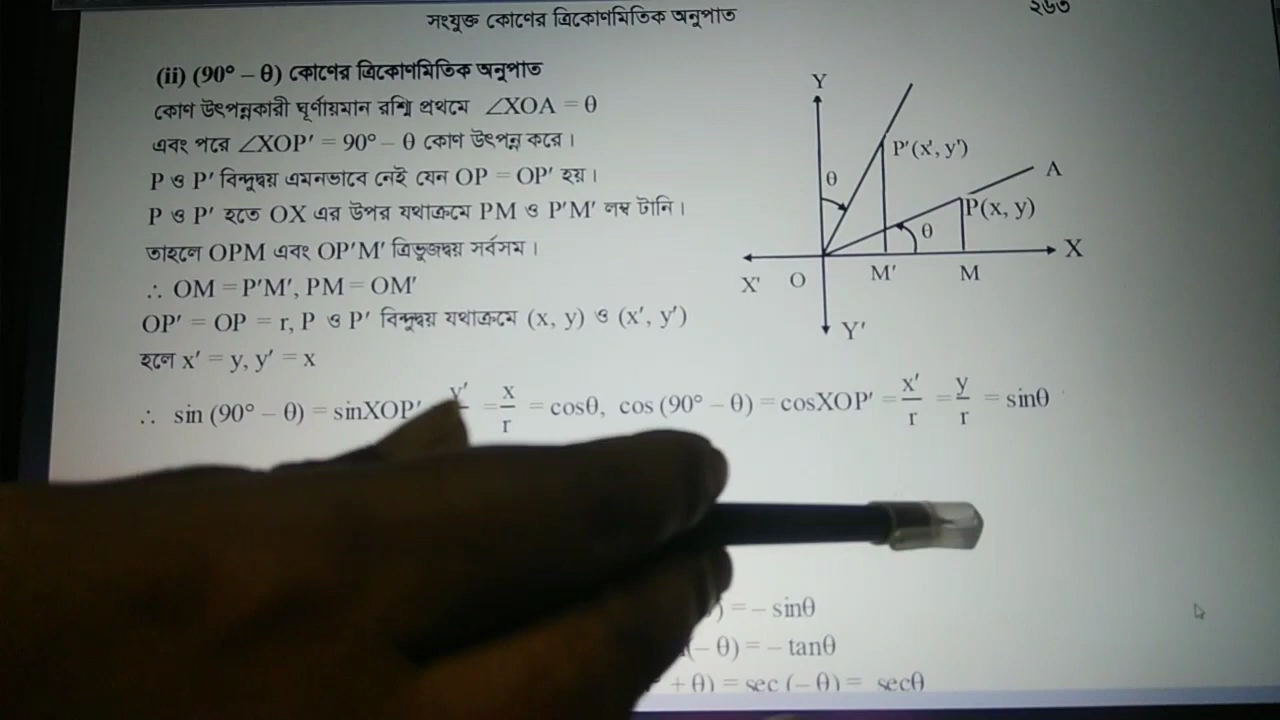 সংযুক্ত কোণের ত্রিকোণমিতিক অনুপাত
২৬৩
(ii) (90° – θ) কোণের ত্রিকোণমিতিক অনুপাত
কোণ উৎপন্নকারী ঘূর্ণায়মান রশ্মি প্রথমে ∠XOA = θ
এবং পরে ∠XOP′ = 90° – θ কোণ উৎপন্ন করে।
P ও P′ বিন্দুদ্বয় এমনভাবে নেই যেন OP = OP′ হয়।
P ও P′ হতে OX এর উপর যথাক্রমে PM ও P′M′ লম্ব টানি।
তাহলে OPM এবং OP′M′ ত্রিভুজদ্বয় সর্বসম।
∴ OM = P′M′, PM = OM′
OP′ = OP = r, P ও P′ বিন্দুদ্বয় যথাক্রমে (x, y) ও (x′, y′)
হলে x′ = y, y′ = x
∴ sin (90° – θ) = sinXOP′ y′ = x/r = cosθ, cos (90° – θ) = cosXOP′ = x′/r = y/r = sinθ
Y
P′(x′, y′)
θ
A
P(x, y)
θ
X
X′
O
M′
M
Y′
) = – sinθ
(– θ) = – tanθ
+ θ) = sec (– θ) = secθ